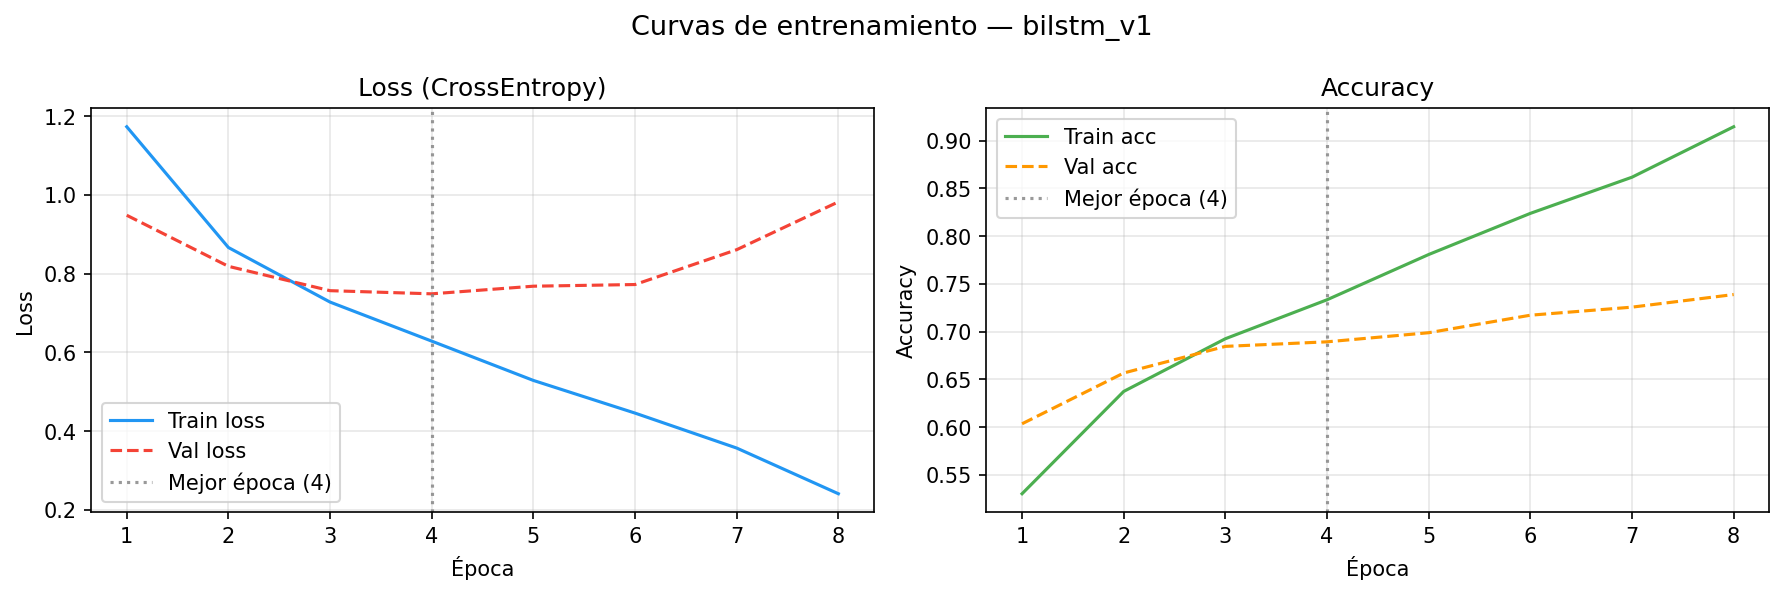 Curvas de entrenamiento — bilstm_v1
Loss (CrossEntropy)
1.2
1.0
0.8
0.6
0.4
0.2
Loss
Train loss
Val loss
Mejor época (4)
1 2 3 4 5 6 7 8
Época
Accuracy
0.90
0.85
0.80
0.75
0.70
0.65
0.60
0.55
Accuracy
Train acc
Val acc
Mejor época (4)
1 2 3 4 5 6 7 8
Época